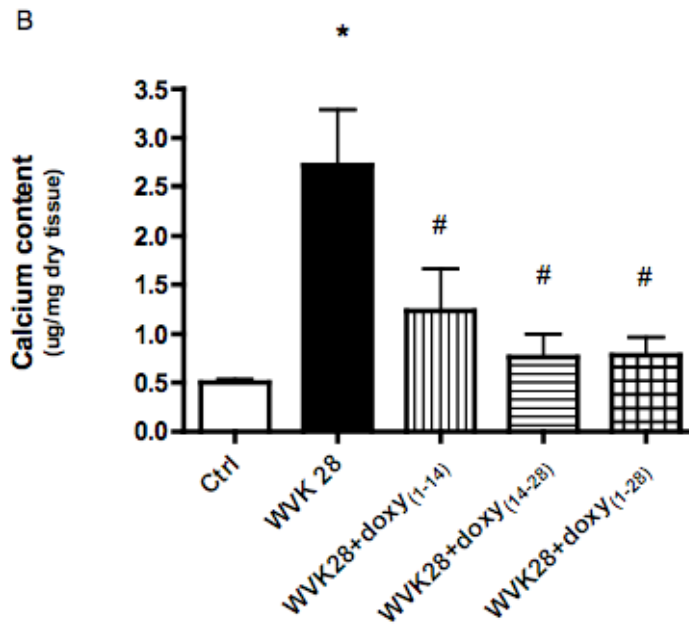 B
*
3.5
3.0
2.5
2.0
1.5
1.0
0.5
0.0
Calcium content
(ug/mg dry tissue)
#
#
#
Ctrl
WVK 28
WVK28+doxy(1-14)
WVK28+doxy(14-28)
WVK28+doxy(1-28)